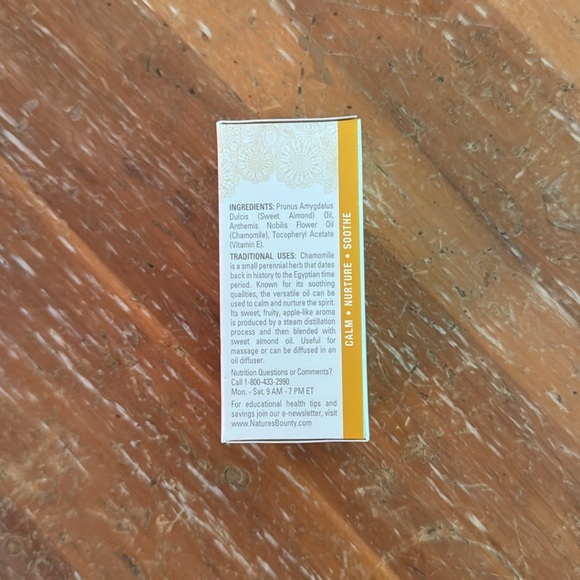 INGREDIENTS: Prunus Amygdalus
Dulcis (Sweet Almond) Oil,
Anthemis Nobilis Flower Oil
(Chamomile), Tocopheryl Acetate
(Vitamin E).
TRADITIONAL USES: Chamomile
is a small perennial herb that dates
back in history to the Egyptian time
period. Known for its soothing
qualities, the versatile oil can be
used to calm and nurture the spirit.
Its sweet, fruity, apple-like aroma
is produced by a steam distillation
process and then blended with
sweet almond oil. Useful for
massage or can be diffused in an
oil diffuser.
Nutrition Questions or Comments?
Call 1-800-433-2990
Mon. - Sat. 9 AM - 7 PM ET
For educational health tips and
savings join our e-newsletter, visit
www.NaturesBounty.com
CALM • NURTURE • SOOTHE